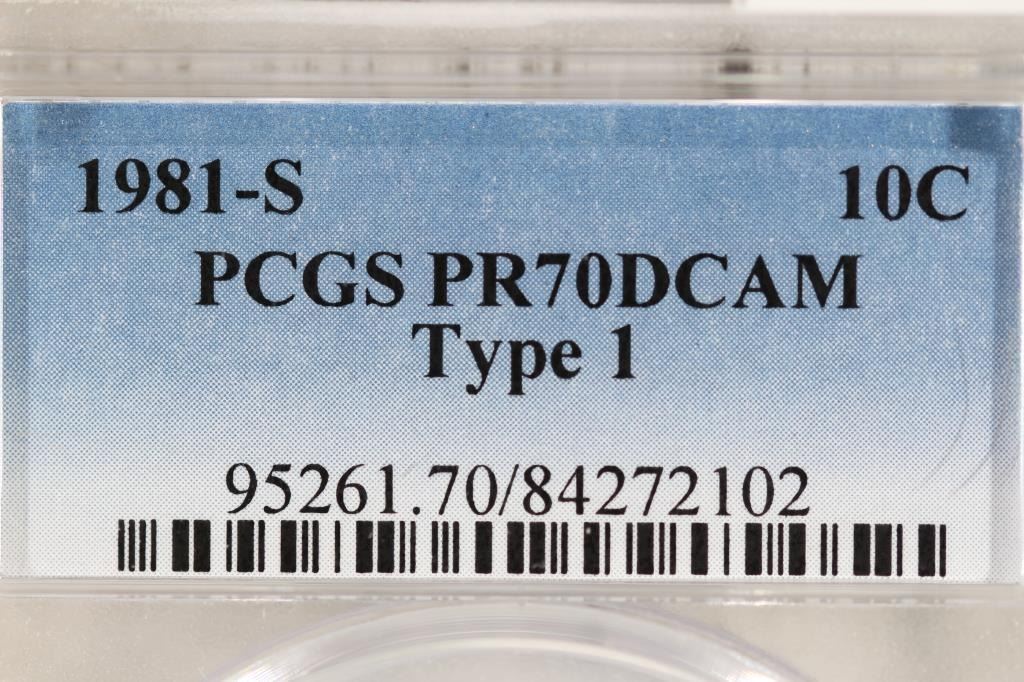 1981-S 10C
PCGS PR70DCAM
Type 1
95261.70/84272102